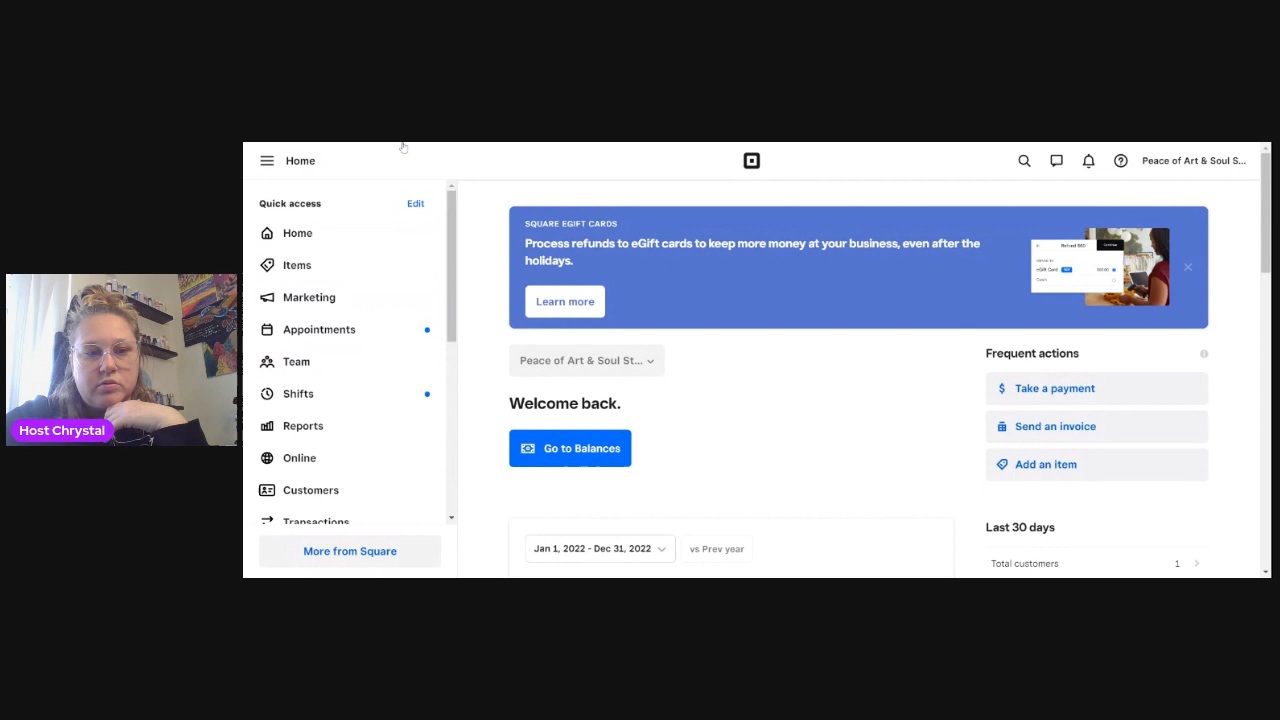 Home
Peace of Art & Soul S...
Quick access
Edit
Home
Items
Marketing
Appointments
Team
Shifts
Reports
Online
Customers
Transactions
More from Square
SQUARE EGIFT CARDS
Process refunds to eGift cards to keep more money at your business, even after the
holidays.
Learn more
Continue
eGift Card
Peace of Art & Soul St...
Welcome back.
Go to Balances
Jan 1, 2022 - Dec 31, 2022
vs Prev year
Frequent actions
Take a payment
Send an invoice
Add an item
Last 30 days
Total customers 1
Host Chrystal